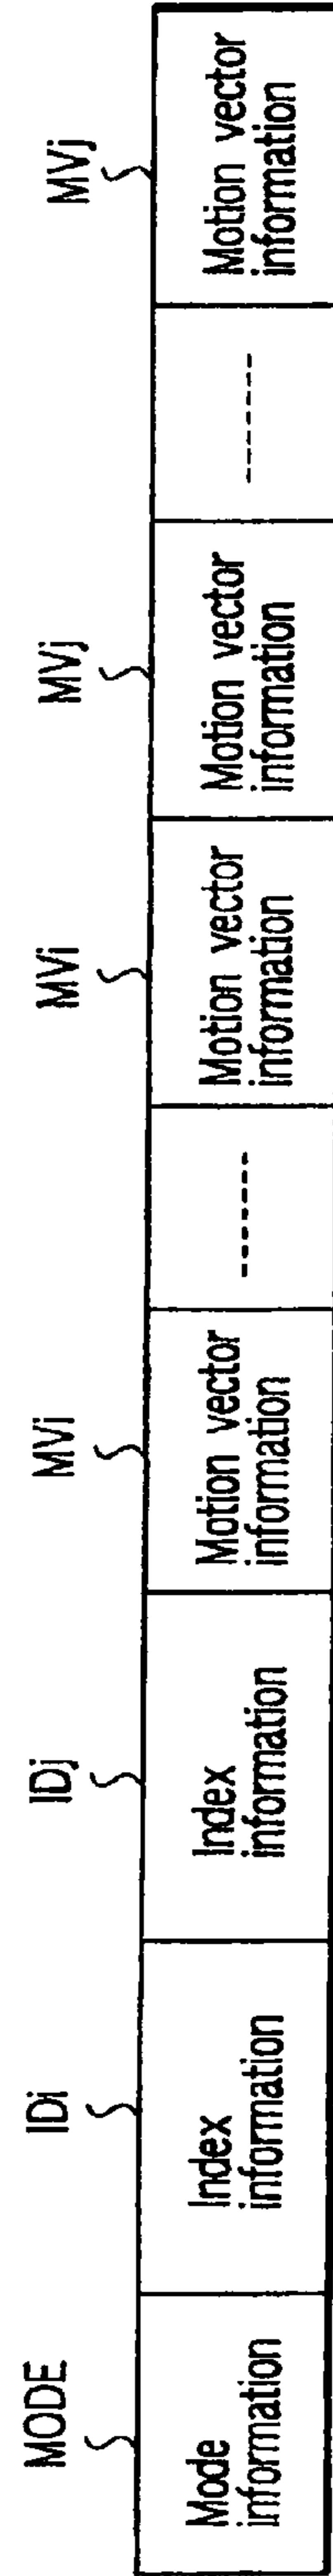 MODE IDi IDj MVi MVi MVj MVj
Mode
information
Index
information
Index
information
Motion vector
information
-------
Motion vector
information
Motion vector
information
-------
Motion vector
information